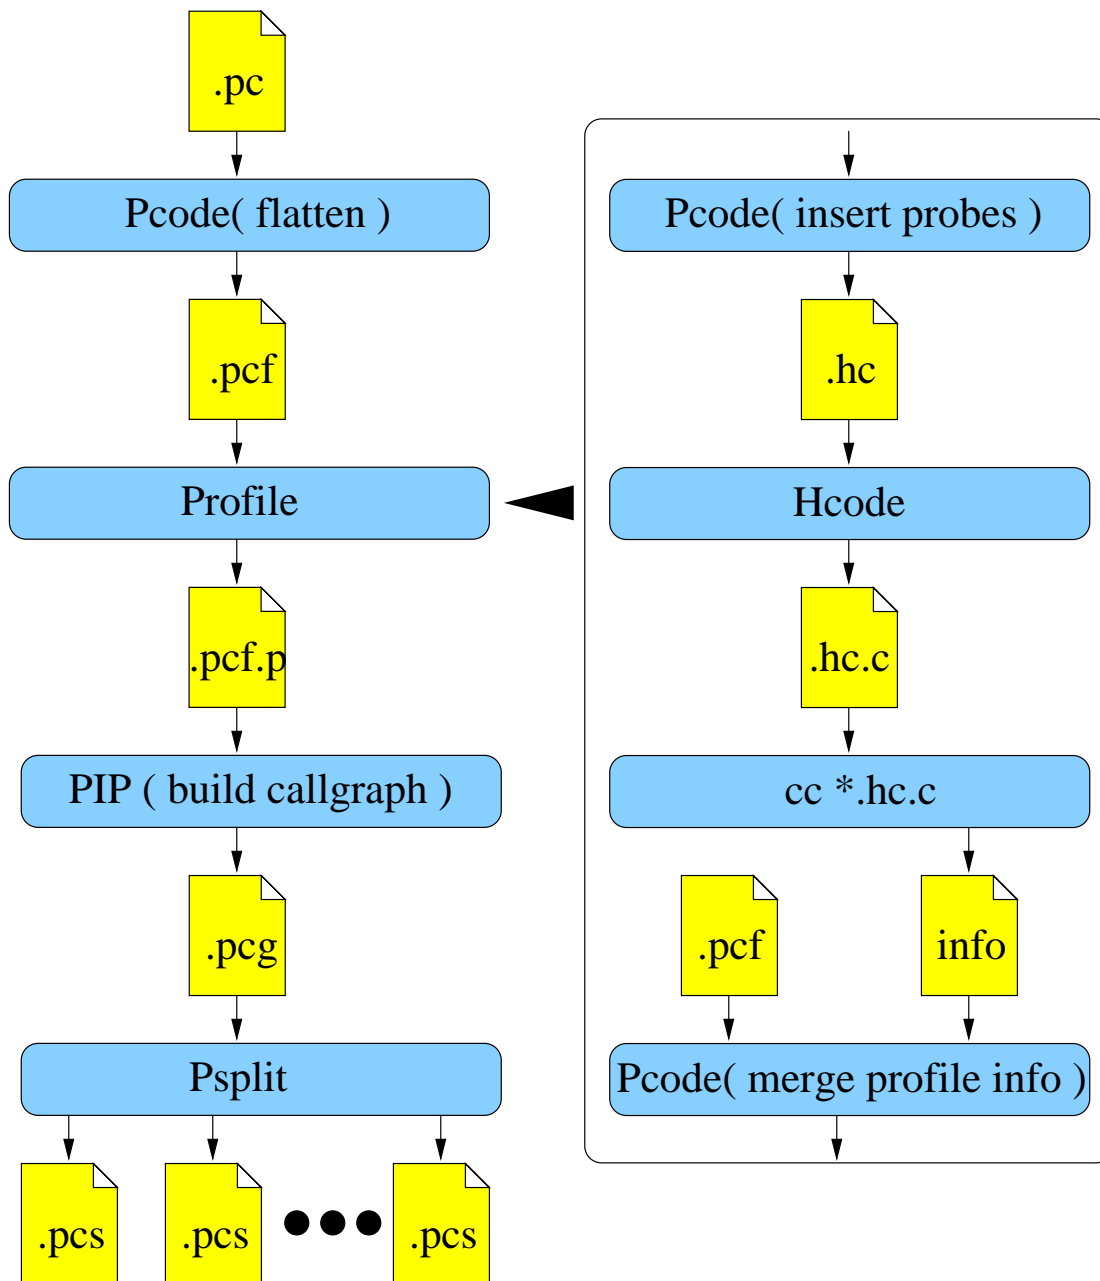 .pc
Pcode( flatten )
.pcf
Profile
.pcf.p
PIP ( build callgraph )
.pcg
Psplit
.pcs
.pcs
.pcs
Pcode( insert probes )
.hc
Hcode
.hc.c
cc *.hc.c
.pcf
info
Pcode( merge profile info )